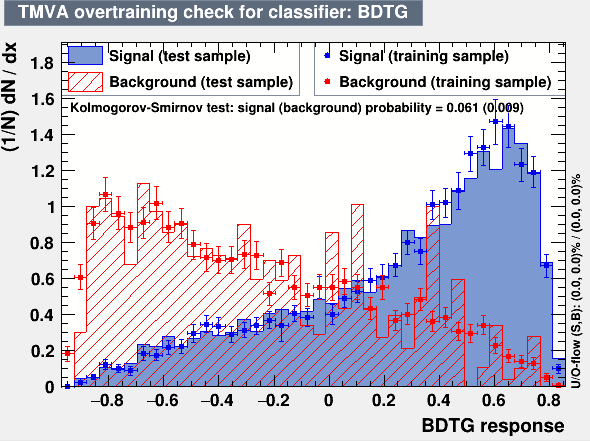 TMVA overtraining check for classifier: BDTG
(1/N) dN / dx
Signal (test sample)
Signal (training sample)
Background (test sample)
Background (training sample)
Kolmogorov-Smirnov test: signal (background) probability = 0.061 (0.009)
1.8
1.6
1.4
1.2
1
0.8
0.6
0.4
0.2
0
−0.8 −0.6 −0.4 −0.2 0 0.2 0.4 0.6 0.8
BDTG response
U/O-flow (S,B): (0.0, 0.0)% / (0.0, 0.0)%